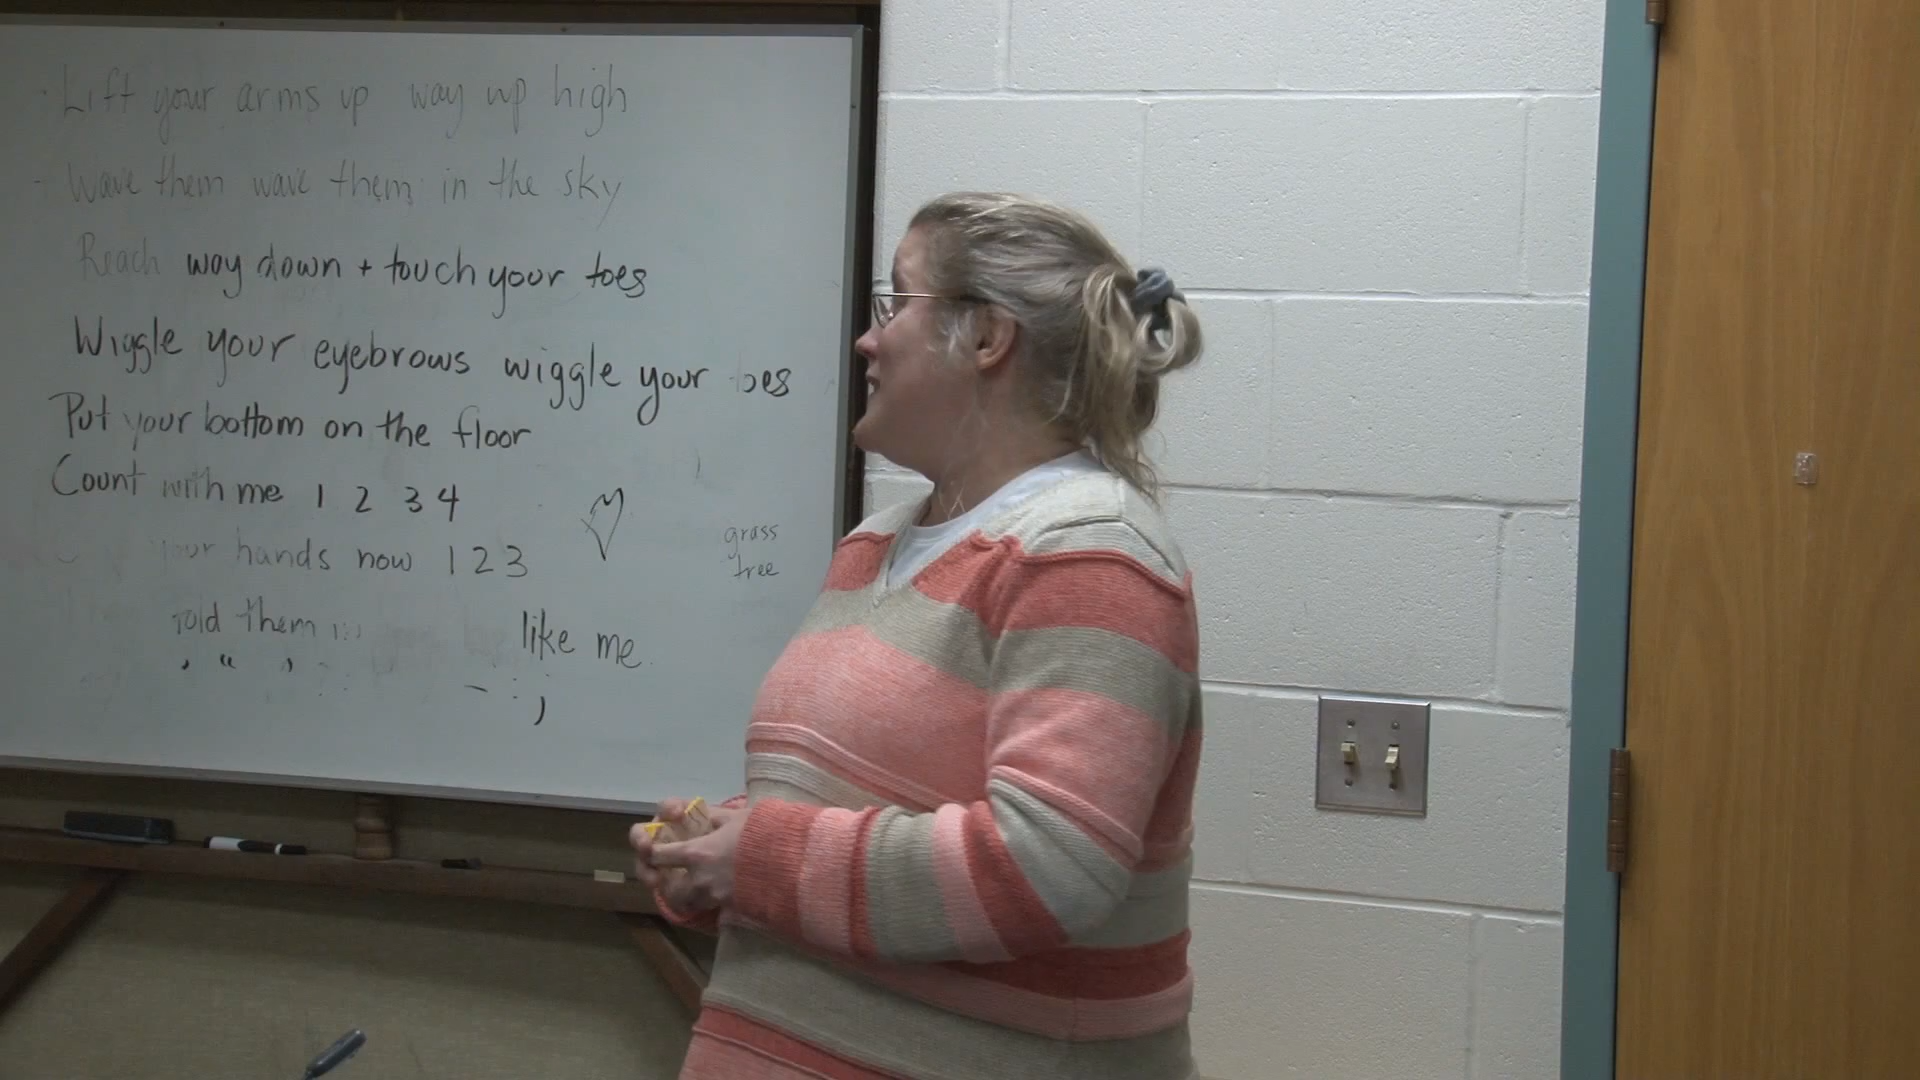 Lift your arms up way up high
Wave them wave them in the sky
Reach way down + touch your toes
Wiggle your eyebrows wiggle your oes
Put your bottom on the floor
Count with me 1 2 3 4
your hands now 1 2 3
grass
tree
them like me